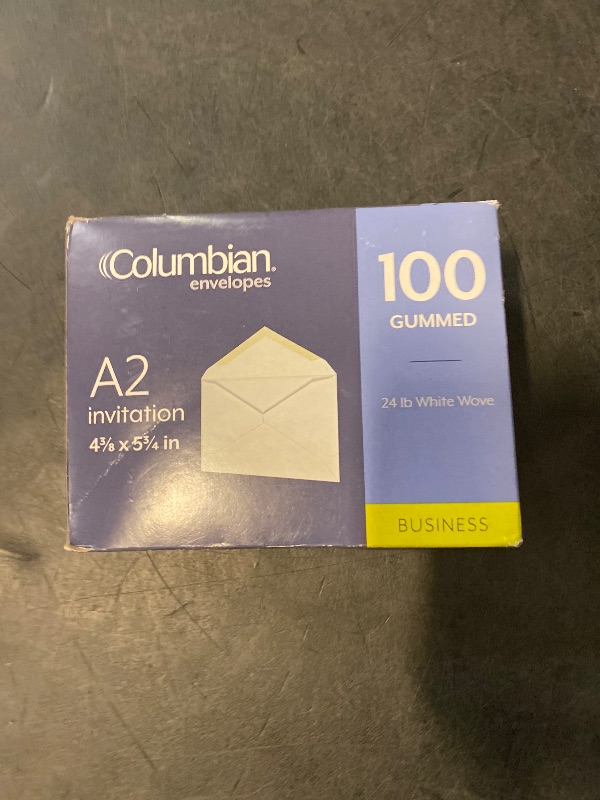 Columbian®
envelopes
A2
invitation
4⅜ x 5¾ in
100
GUMMED
24 lb White Wove
BUSINESS